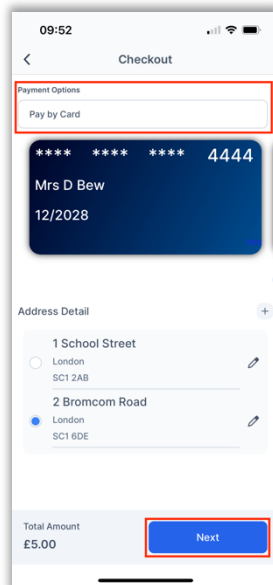 09:52
Checkout
Payment Options
Pay by Card
**** **** **** 4444
Mrs D Bew
12/2028
Address Detail
1 School Street
London
SC1 2AB
2 Bromcom Road
London
SC1 6DE
Total Amount
£5.00
Next